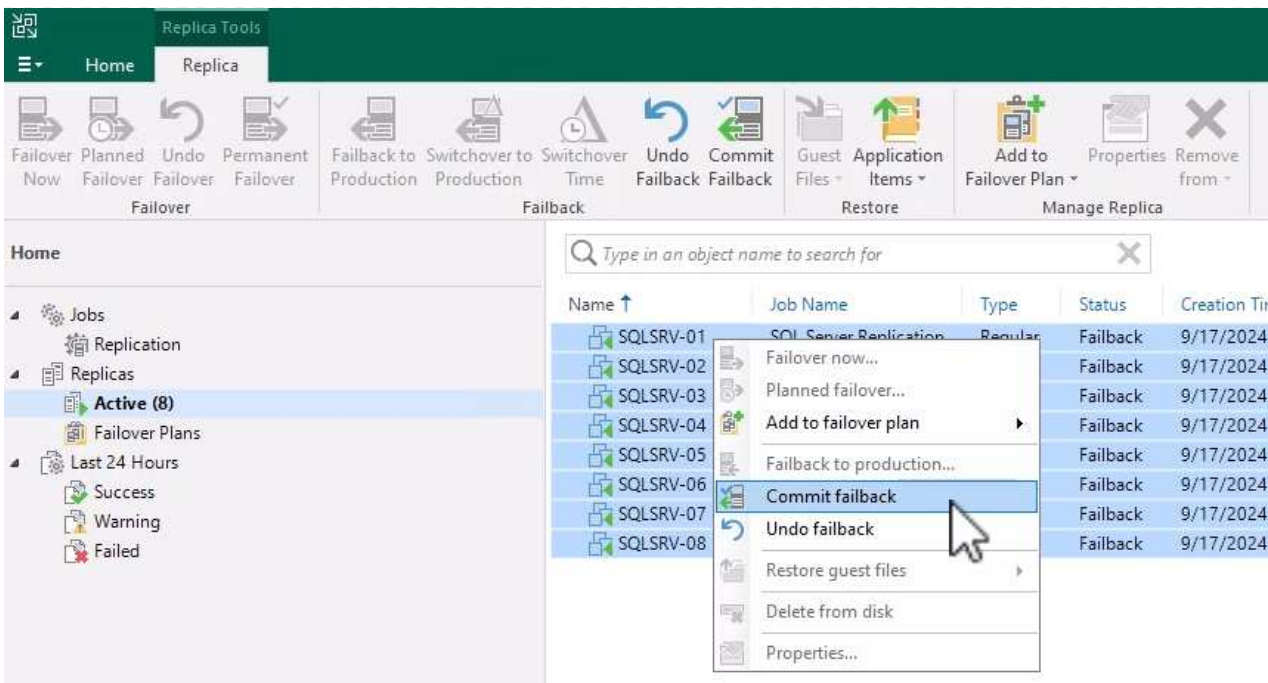 Replica Tools
Home Replica
Failover Now
Planned Failover
Undo Failover
Permanent Failover
Failback to Production
Switchover to Production
Switchover Time
Undo Failback
Commit Failback
Guest Files
Application Items
Add to Failover Plan
Properties
Remove from
Failover
Failback
Restore
Manage Replica
Home
Type in an object name to search for
Jobs
Replication
Replicas
Active (8)
Failover Plans
Last 24 Hours
Success
Warning
Failed
Name Job Name Type Status Creation Tir
SQLSRV-01 SQL Server Replication Regular Failback 9/17/2024
SQLSRV-02 Failback 9/17/2024
SQLSRV-03 Failback 9/17/2024
SQLSRV-04 Failback 9/17/2024
SQLSRV-05 Failback 9/17/2024
SQLSRV-06 Failback 9/17/2024
SQLSRV-07 Failback 9/17/2024
SQLSRV-08 Failback 9/17/2024
Failover now...
Planned failover...
Add to failover plan
Failback to production...
Commit failback
Undo failback
Restore guest files
Delete from disk
Properties...